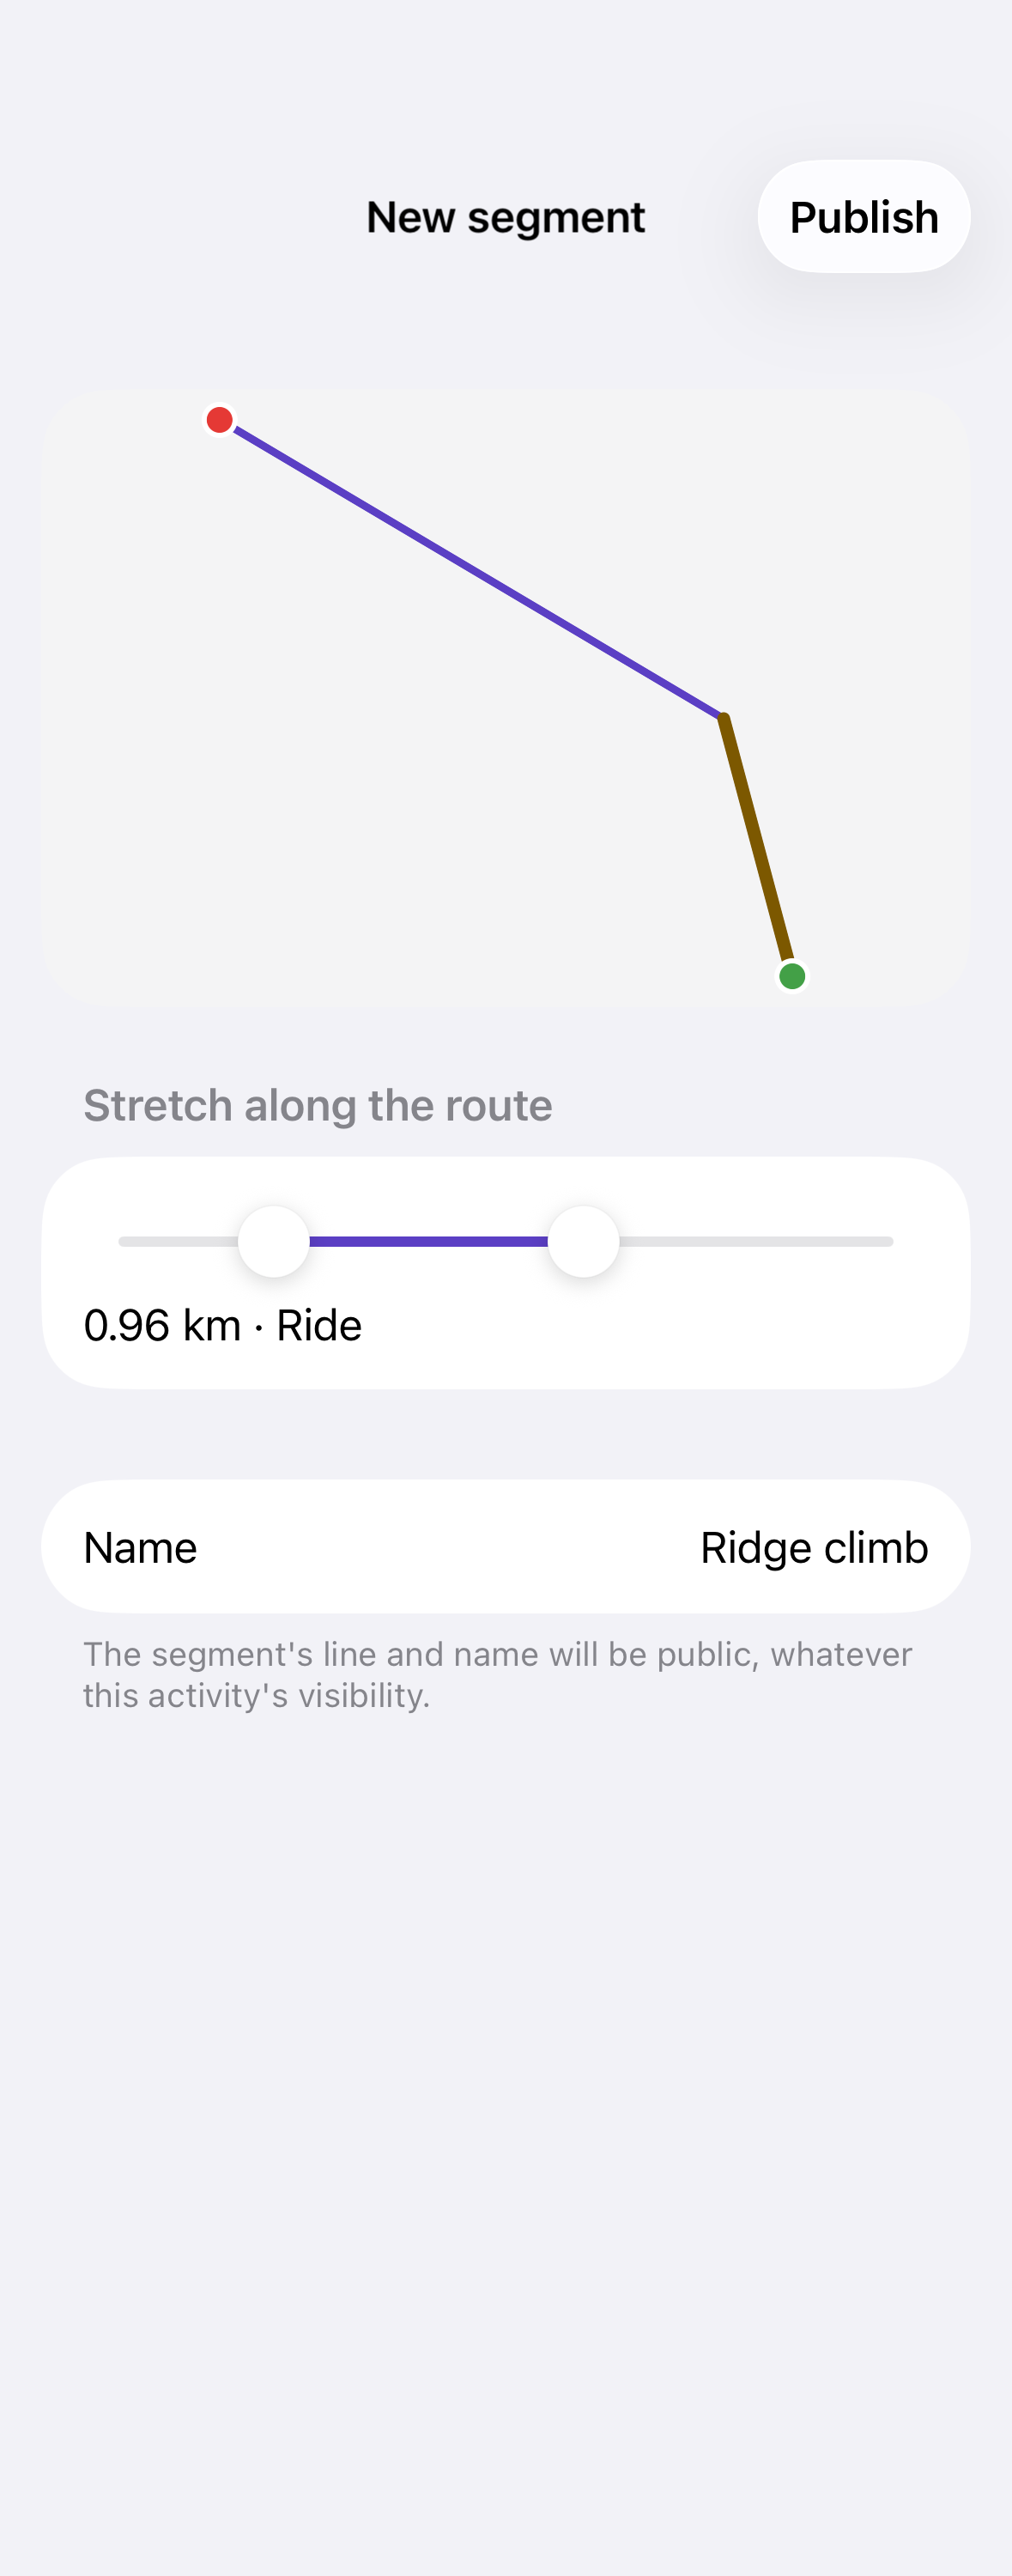 New segment
Publish
Stretch along the route
0.96 km · Ride
Name
Ridge climb
The segment's line and name will be public, whatever
this activity's visibility.